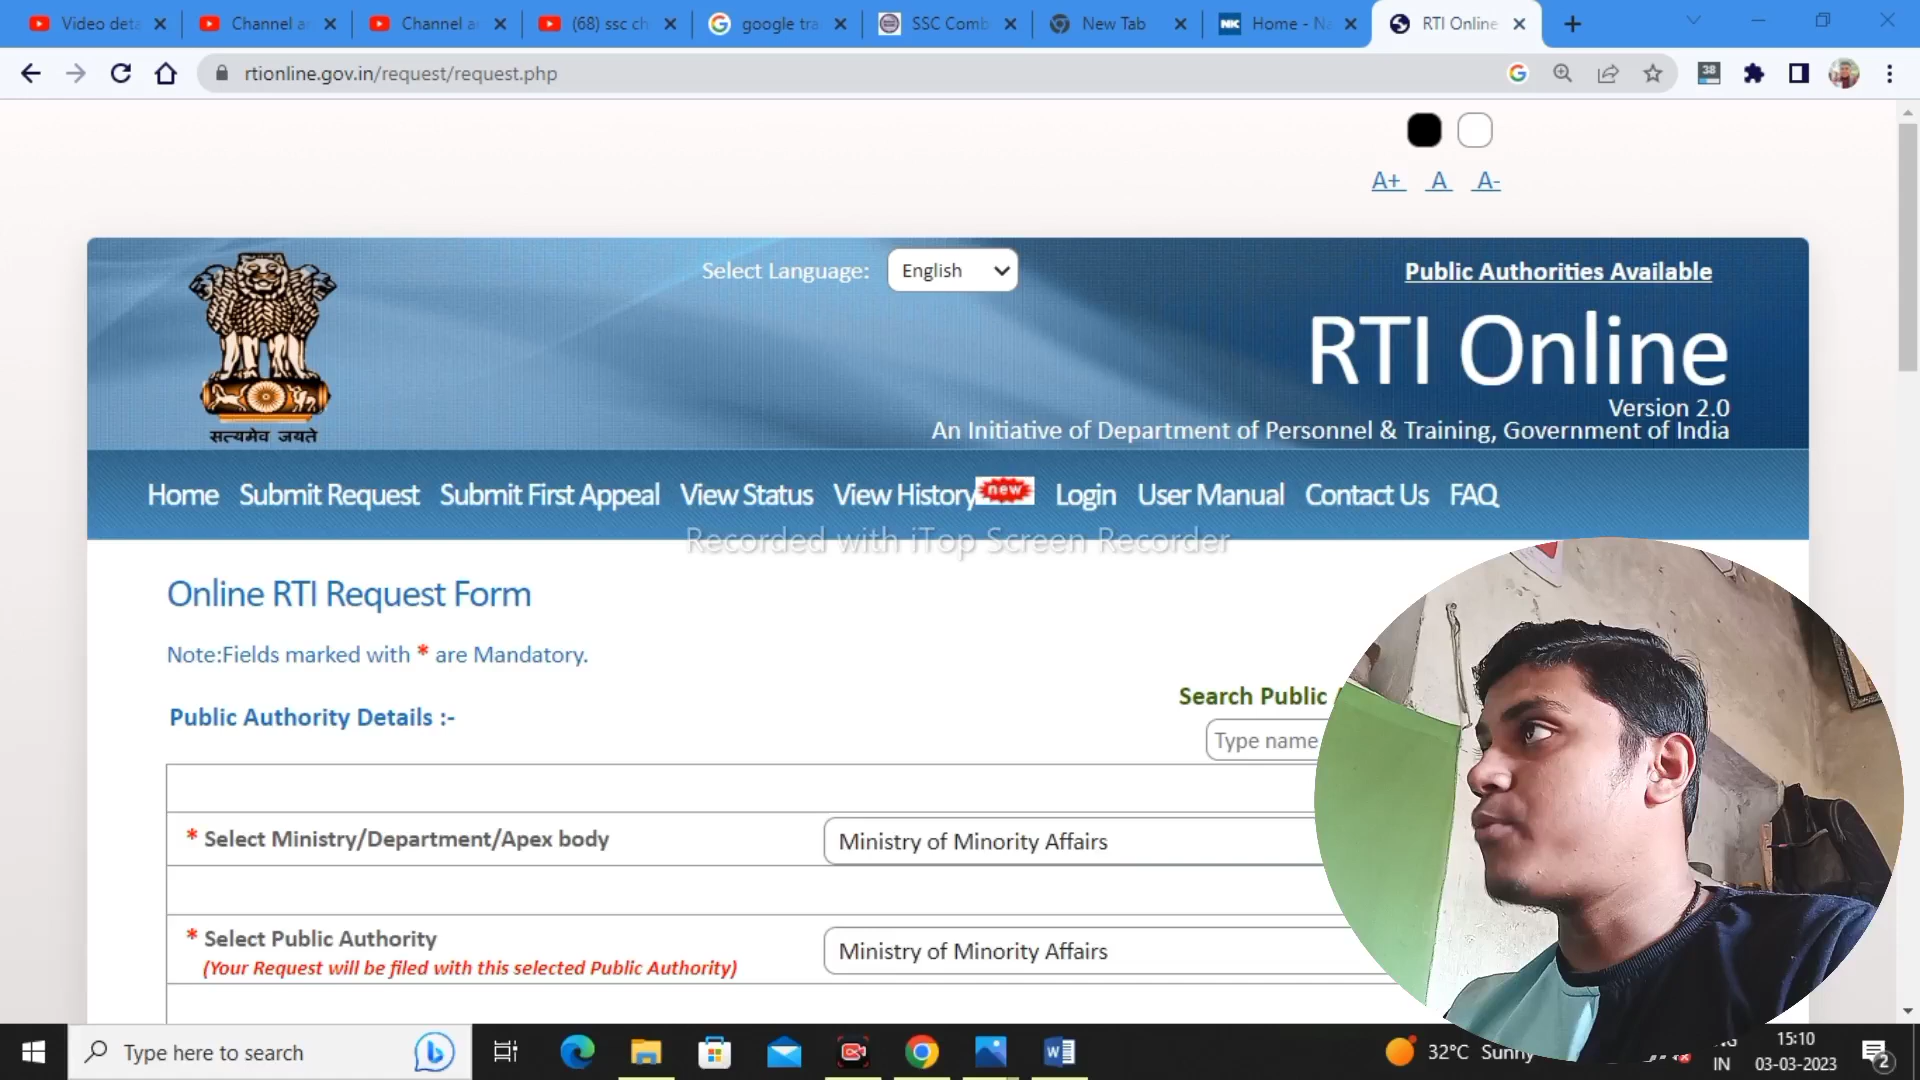 Video deta
Channel a
Channel a
(68) ssc ch
google tra
SSC Comb
New Tab
NIC
Home - Na
RTI Online
rtionline.gov.in/request/request.php
38
A+ A A-
Select Language: English
Public Authorities Available
RTI Online
Version 2.0
An Initiative of Department of Personnel & Training, Government of India
सत्यमेव जयते
Home Submit Request Submit First Appeal View Status View History new Login User Manual Contact Us FAQ
Recorded with iTop Screen Recorder
Online RTI Request Form
Note:Fields marked with * are Mandatory.
Search Public
Public Authority Details :-
Type name
* Select Ministry/Department/Apex body
Ministry of Minority Affairs
* Select Public Authority
Ministry of Minority Affairs
(Your Request will be filed with this selected Public Authority)
Type here to search
32°C Sunny
IN
15:10
03-03-2023
2